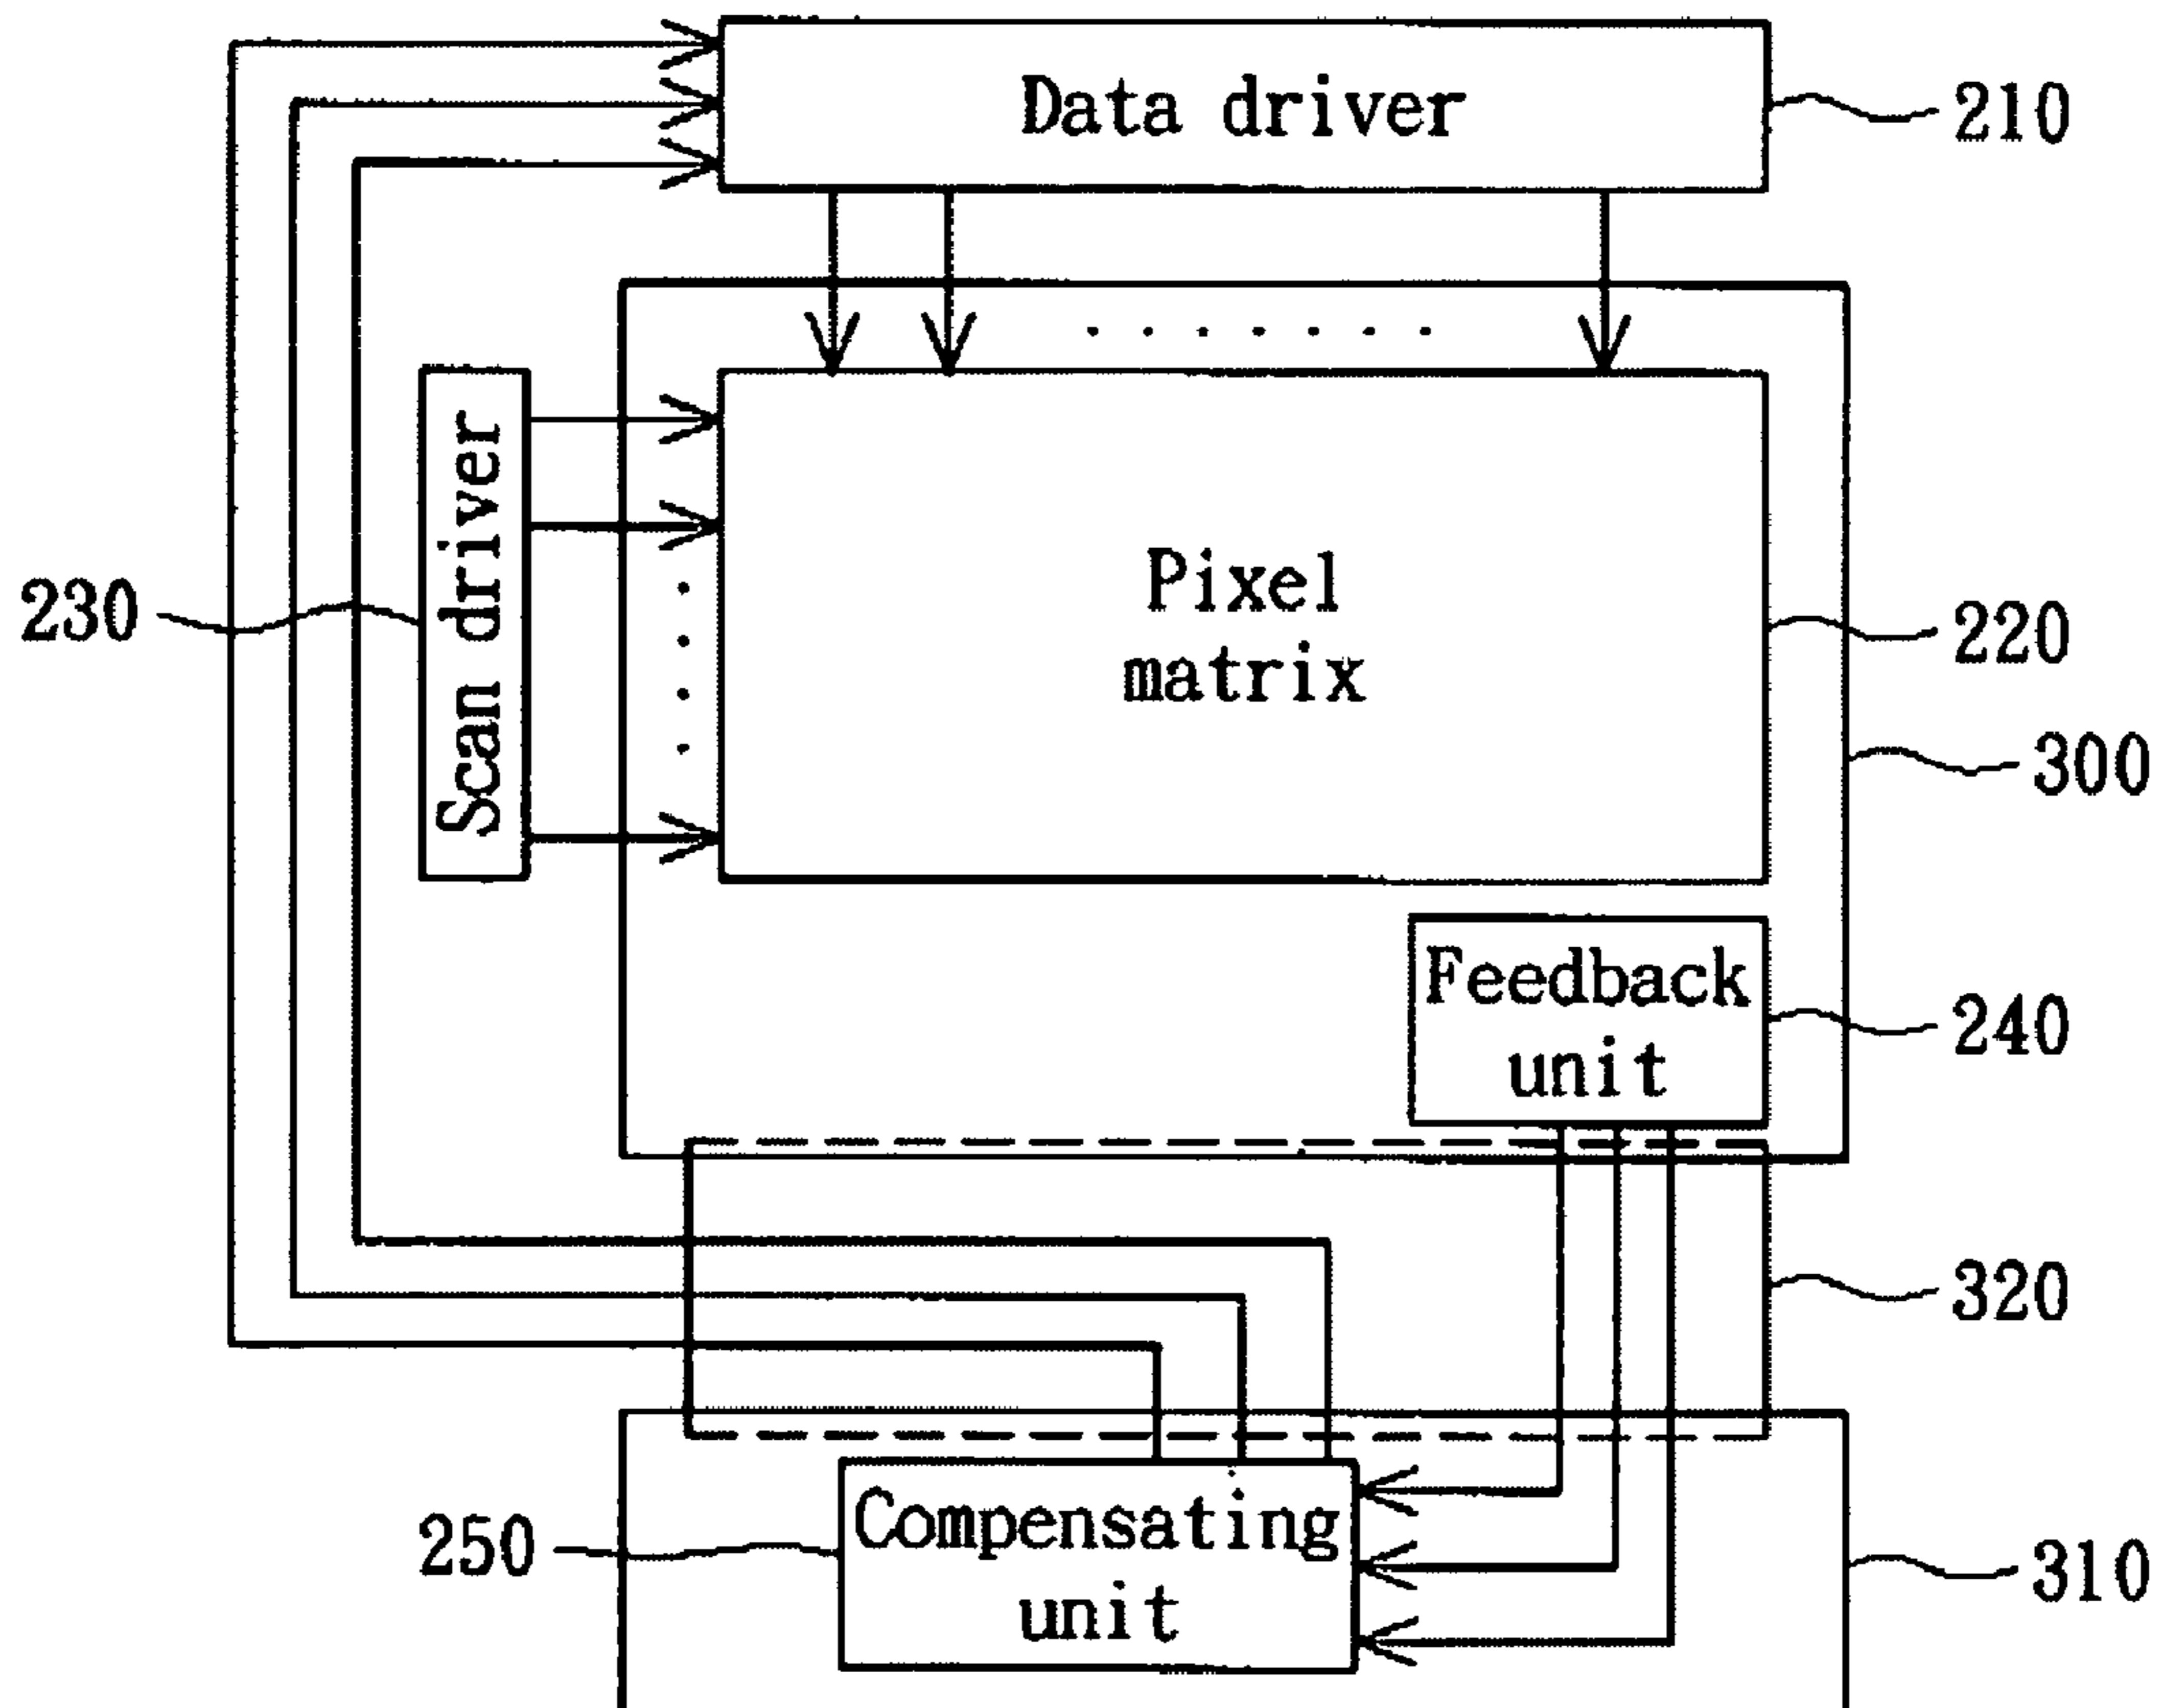 Data driver
210
Scan driver
230
Pixel
matrix
220
300
Feedback
unit
240
320
Compensating
unit
250
310